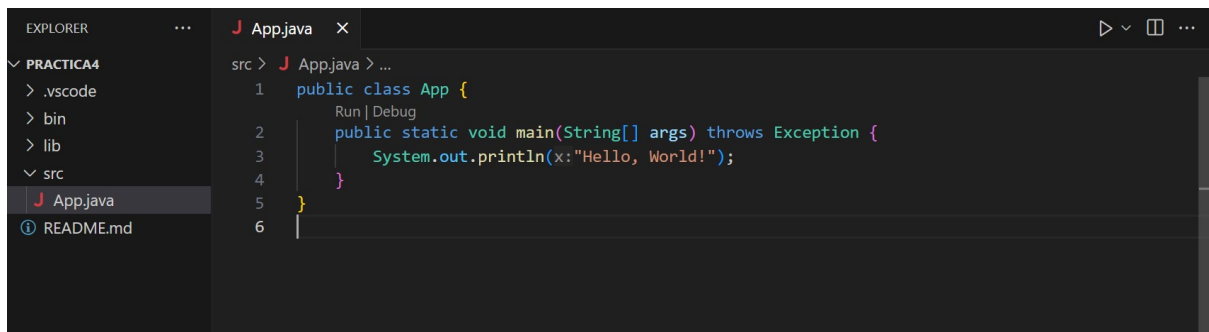 EXPLORER ...
PRACTICA4
> .vscode
> bin
> lib
src
J App.java
README.md
J App.java ×
src > J App.java > ...
1 public class App {
Run | Debug
2 public static void main(String[] args) throws Exception {
3 System.out.println(x:"Hello, World!");
4 }
5 }
6